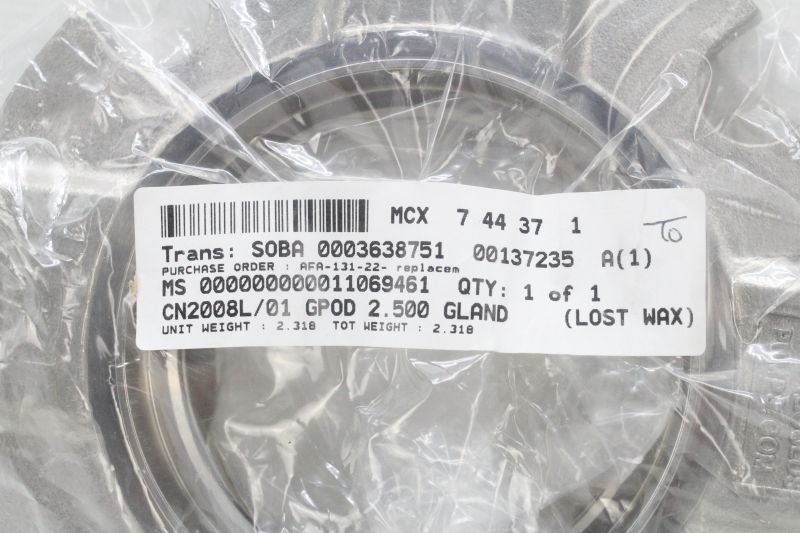 MCX 7 44 37 1
To
Trans: SOBA 0003638751 00137235 A(1)
PURCHASE ORDER : AFA-131-22- replacem
MS 0000000000011069461 QTY: 1 of 1
CN2008L/01 GPOD 2.500 GLAND (LOST WAX)
UNIT WEIGHT : 2.318 TOT WEIGHT : 2.318